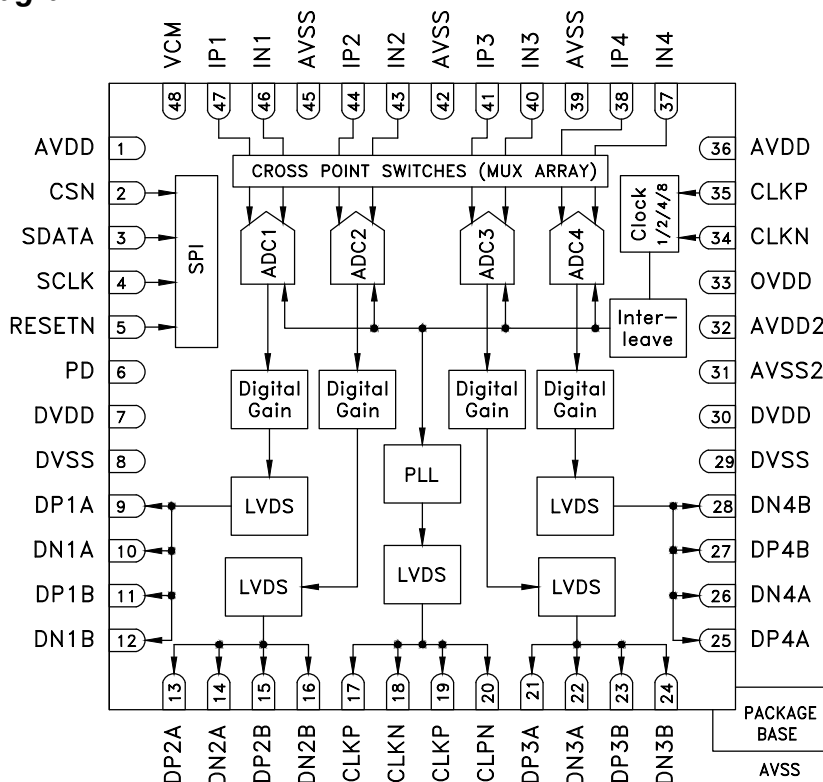 VCM
IP1
IN1
AVSS
IP2
IN2
AVSS
IP3
IN3
AVSS
IP4
IN4
48
47
46
45
44
43
42
41
40
39
38
37
AVDD
1
CSN
2
SDATA
3
SCLK
4
RESETN
5
PD
6
DVDD
7
DVSS
8
DP1A
9
DN1A
10
DP1B
11
DN1B
12
CROSS POINT SWITCHES (MUX ARRAY)
SPI
ADC1
ADC2
ADC3
ADC4
Clock
1/2/4/8
Inter-
leave
Digital
Gain
Digital
Gain
Digital
Gain
Digital
Gain
PLL
LVDS
LVDS
LVDS
LVDS
LVDS
36
AVDD
35
CLKP
34
CLKN
33
OVDD
32
AVDD2
31
AVSS2
30
DVDD
29
DVSS
28
DN4B
27
DP4B
26
DN4A
25
DP4A
13
14
15
16
17
18
19
20
21
22
23
24
DP2A
DN2A
DP2B
DN2B
CLKP
CLKN
CLKP
CLPN
DP3A
DN3A
DP3B
DN3B
PACKAGE
BASE
AVSS